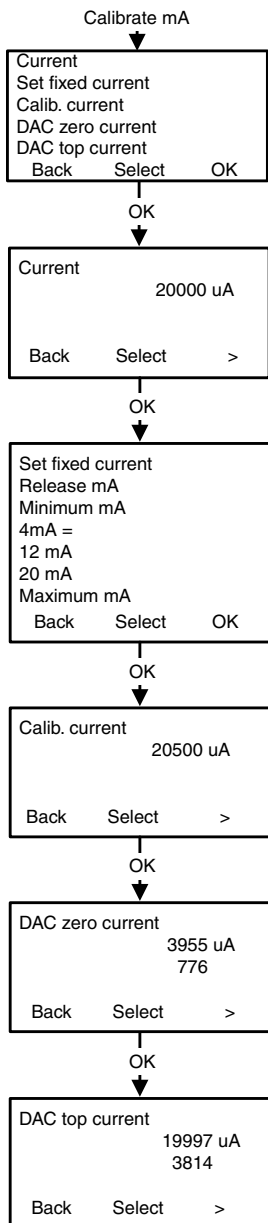 Calibrate mA
Current
Set fixed current
Calib. current
DAC zero current
DAC top current
Back Select OK
OK
Current
20000 uA
Back Select >
OK
Set fixed current
Release mA
Minimum mA
4mA =
12 mA
20 mA
Maximum mA
Back Select OK
OK
Calib. current
20500 uA
Back Select >
OK
DAC zero current
3955 uA
776
Back Select >
OK
DAC top current
19997 uA
3814
Back Select >